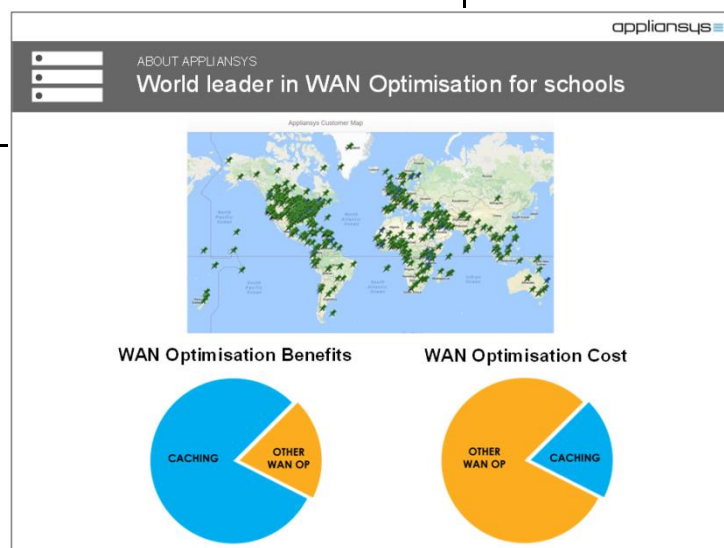 appliansys
ABOUT APPLIANSYS
World leader in WAN Optimisation for schools
Appliansys Customer Map
WAN Optimisation Benefits
WAN Optimisation Cost
CACHING
OTHER
WAN OP
OTHER
WAN OP
CACHING